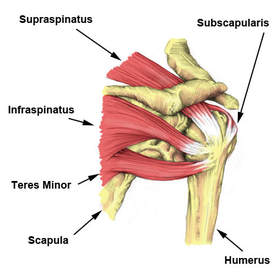 Supraspinatus
Subscapularis
Infraspinatus
Teres Minor
Scapula
Humerus